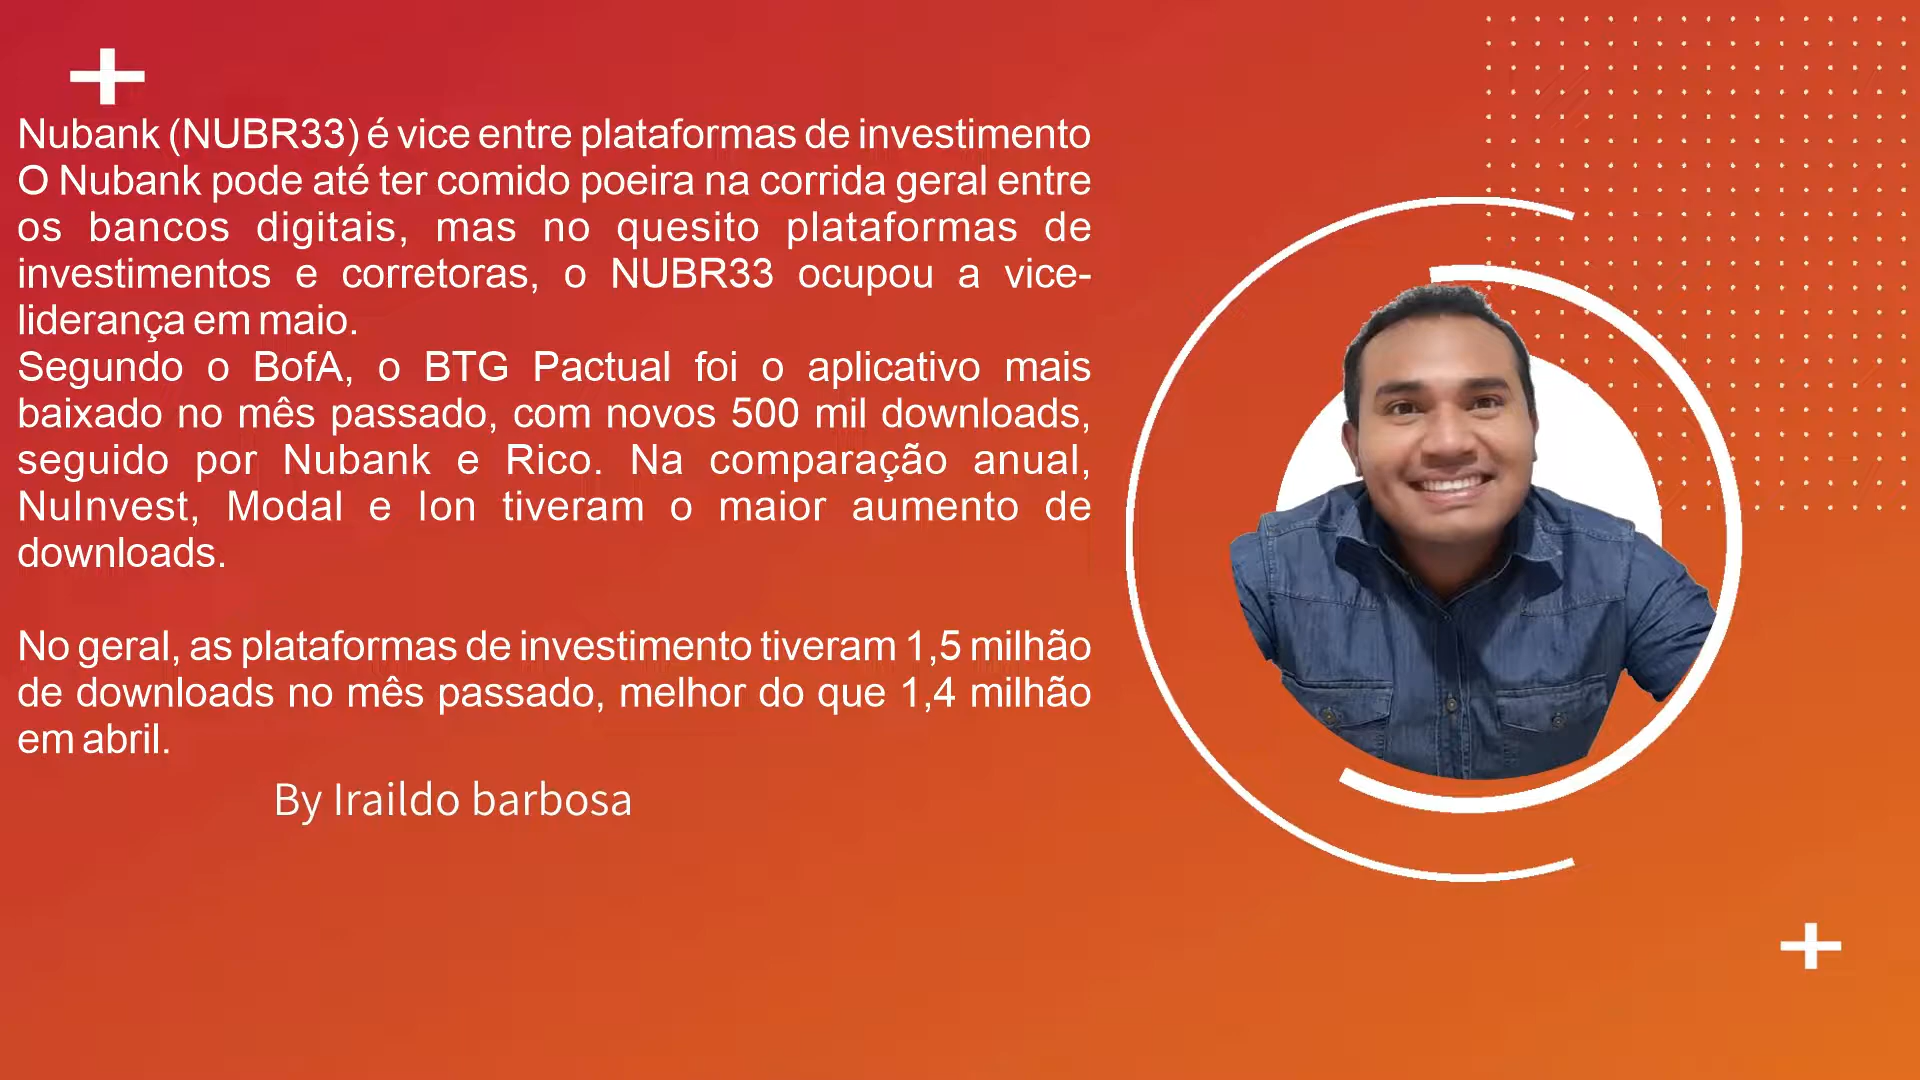 Nubank (NUBR33) é vice entre plataformas de investimento
O Nubank pode até ter comido poeira na corrida geral entre
os bancos digitais, mas no quesito plataformas de
investimentos e corretoras, o NUBR33 ocupou a vice-
liderança em maio.
Segundo o BofA, o BTG Pactual foi o aplicativo mais
baixado no mês passado, com novos 500 mil downloads,
seguido por Nubank e Rico. Na comparação anual,
NuInvest, Modal e Ion tiveram o maior aumento de
downloads.
No geral, as plataformas de investimento tiveram 1,5 milhão
de downloads no mês passado, melhor do que 1,4 milhão
em abril.
By Iraildo barbosa